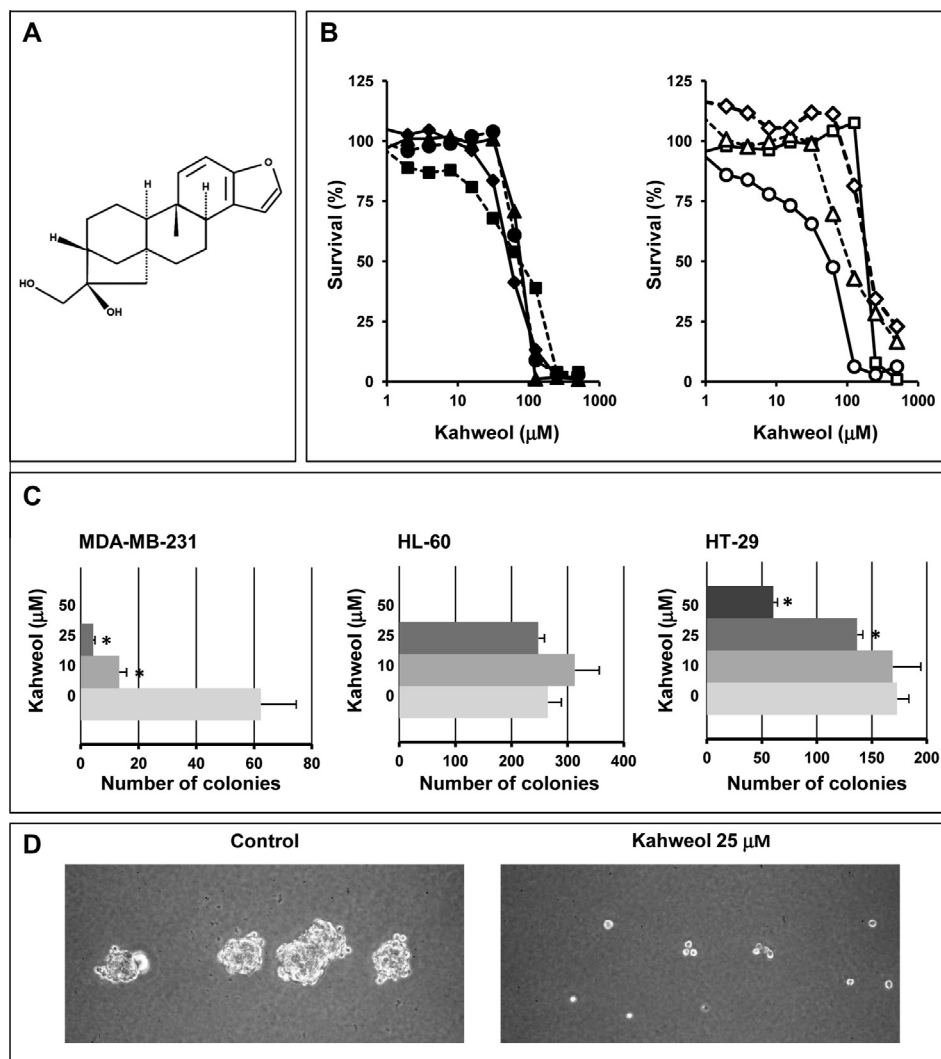 A
H
H
O
H
HO
OH
B
125
100
75
50
25
0
Survival (%)
1 10 100 1000
Kahweol (µM)
125
100
75
50
25
0
Survival (%)
1 10 100 1000
Kahweol (µM)
C
MDA-MB-231
Kahweol (µM)
50
25
*
10
*
0
0 20 40 60 80
Number of colonies
HL-60
Kahweol (µM)
50
25
10
0
0 100 200 300 400
Number of colonies
HT-29
Kahweol (µM)
50
*
25
*
10
0
0 50 100 150 200
Number of colonies
D
Control
Kahweol 25 µM